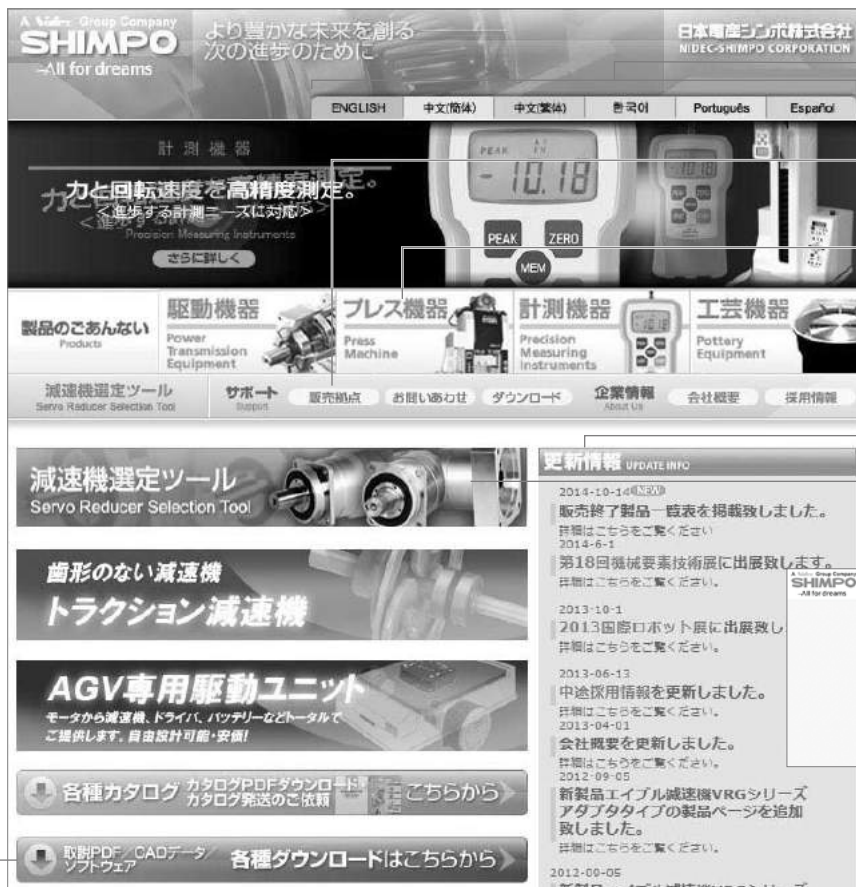 A Nidec Group Company
SHIMPO
-All for dreams
より豊かな未来を創る
次の進歩のために
日本電産シンポ株式会社
NIDEC-SHIMPO CORPORATION
ENGLISH 中文(簡体) 中文(繁体) 한국어 Português Español
計測機器
力と回転速度を高精度測定。
<進歩する計測ニーズに対応>
Precision Measuring Instruments
さらに詳しく
PEAK
-10.18
PEAK ZERO
MEM
製品のごあんない
Products
駆動機器
Power
Transmission
Equipment
プレス機器
Press
Machine
計測機器
Precision
Measuring
Instruments
工芸機器
Pottery
Equipment
減速機選定ツール
Servo Reducer Selection Tool
サポート
Support
販売拠点 お問いあわせ ダウンロード
企業情報
About Us
会社概要 採用情報
減速機選定ツール
Servo Reducer Selection Tool
歯形のない減速機
トラクション減速機
AGV専用駆動ユニット
モータから減速機、ドライバ、バッテリーなどトータルで
ご提供します。自由設計可能・安価!
各種カタログ カタログPDFダウンロード
カタログ発送のご依頼
こちらから
取説PDF/CADデータ/
ソフトウェア
各種ダウンロードはこちらから
更新情報 UPDATE INFO
2014-10-14 NEW
販売終了製品一覧表を掲載致しました。
詳細はこちらをご覧ください
2014-6-1
第18回機械要素技術展に出展致します。
詳細はこちらをご覧ください。
2013-10-1
2013国際ロボット展に出展致し
詳細はこちらをご覧ください。
2013-06-13
中途採用情報を更新しました。
詳細はこちらをご覧ください。
2013-04-01
会社概要を更新しました。
詳細はこちらをご覧ください。
2012-09-05
新製品エイブル減速機VRGシリーズ
アダプタタイプの製品ページを追加
致しました。
詳細はこちらをご覧ください。
2012-09-05
A Nidec Group Company
SHIMPO
-All for dreams